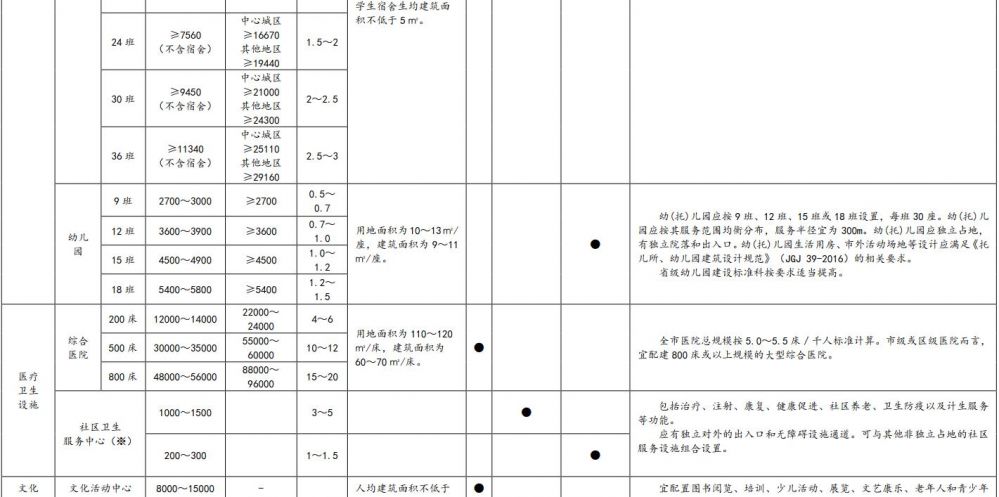 学生宿舍生均建筑面
积不低于 5 ㎡。
24 班
≥7560
(不含宿舍)
中心城区
≥16670
其他地区
≥19440
1.5～2
30 班
≥9450
(不含宿舍)
中心城区
≥21000
其他地区
≥24300
2～2.5
36 班
≥11340
(不含宿舍)
中心城区
≥25110
其他地区
≥29160
2.5～3
幼儿
园
9 班
2700～3000
≥2700
0.5～
0.7
12 班
3600～3900
≥3600
0.7～
1.0
15 班
4500～4900
≥4500
1.0～
1.2
18 班
5400～5800
≥5400
1.2～
1.5
用地面积为 10～13 ㎡/
座，建筑面积为 9～11
㎡/座。
●
幼(托)儿园应按 9 班、12 班、15 班或 18 班设置，每班 30 座。幼(托)儿
园应按其服务范围均衡分布，服务半径宜为 300m。幼(托)儿园应独立占地，
有独立院落和出入口。幼(托)儿园生活用房、市外活动场地等设计应满足《托
儿所、幼儿园建筑设计规范》（JGJ 39-2016）的相关要求。
省级幼儿园建设标准科按要求适当提高。
医疗
卫生
设施
综合
医院
200 床
12000～14000
22000～
24000
4～6
500 床
30000～35000
55000～
60000
10～12
800 床
48000～56000
88000～
96000
15～20
用地面积为 110～120
㎡/床，建筑面积为
60～70 ㎡/床。
●
全市医院总规模按 5.0～5.5 床／千人标准计算。市级或区级医院而言，
宜配建 800 床或以上规模的大型综合医院。
社区卫生
服务中心(※)
1000～1500
3～5
●
200～300
1～1.5
●
包括治疗、注射、康复、健康促进、社区养老、卫生防疫以及计生服务
等功能。
应有独立对外的出入口和无障碍设施通道。可与其他非独立占地的社区
服务设施组合设置。
文化
文化活动中心
8000～15000
-
人均建筑面积不低于
●
宜配置图书阅览、培训、少儿活动、展览、文艺康乐、老年人和青少年